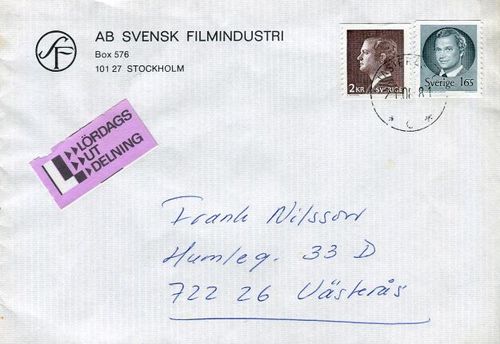 SF
AB SVENSK FILMINDUSTRI
Box 576
101 27 STOCKHOLM
2 KR SVERIGE
Sverige 165
LÖRDAGS
UT
DELNING
Frank Nilsson
Humleg. 33 D
722 26 Västerås